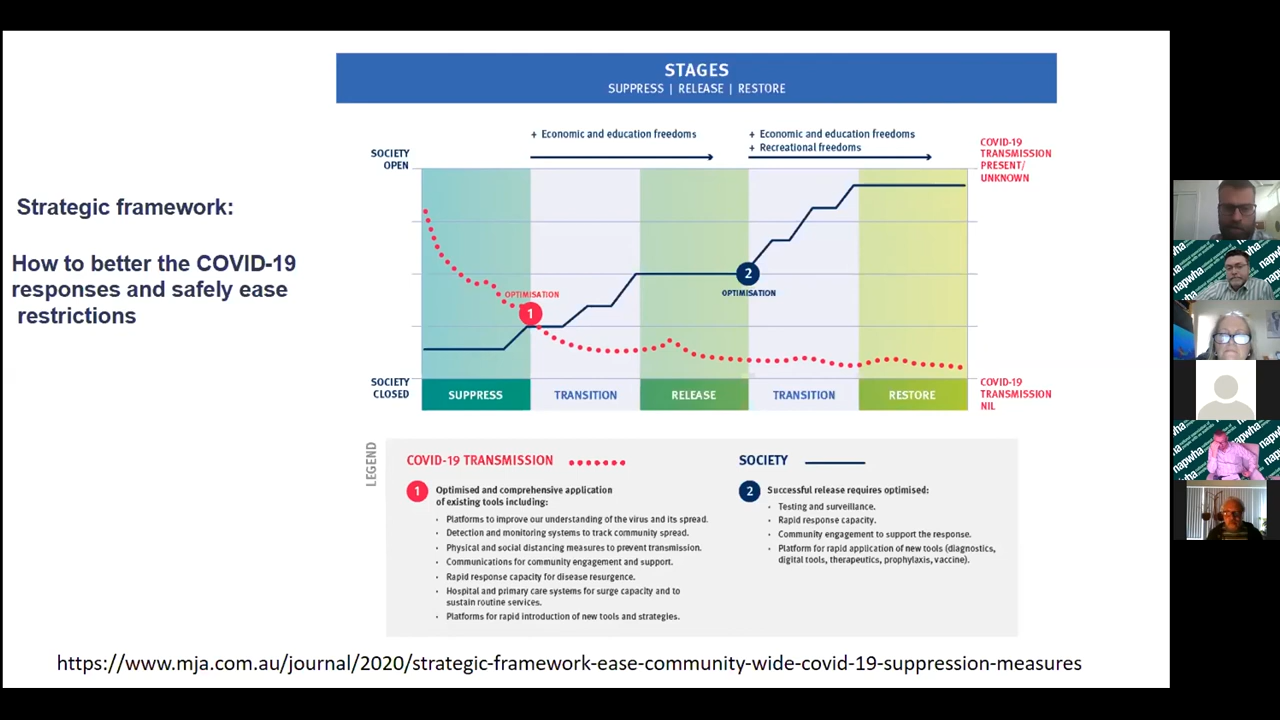 STAGES
SUPPRESS | RELEASE | RESTORE
Strategic framework:
How to better the COVID-19
responses and safely ease
restrictions
+ Economic and education freedoms
+ Economic and education freedoms
+ Recreational freedoms
SOCIETY
OPEN
COVID-19
TRANSMISSION
PRESENT/
UNKNOWN
OPTIMISATION
1
2
OPTIMISATION
SOCIETY
CLOSED
SUPPRESS
TRANSITION
RELEASE
TRANSITION
RESTORE
COVID-19
TRANSMISSION
NIL
LEGEND
COVID-19 TRANSMISSION
1 Optimised and comprehensive application
of existing tools including:
• Platforms to improve our understanding of the virus and its spread.
• Detection and monitoring systems to track community spread.
• Physical and social distancing measures to prevent transmission.
• Communications for community engagement and support.
• Rapid response capacity for disease resurgence.
• Hospital and primary care systems for surge capacity and to
sustain routine services.
• Platforms for rapid introduction of new tools and strategies.
SOCIETY
2 Successful release requires optimised:
• Testing and surveillance.
• Rapid response capacity.
• Community engagement to support the response.
• Platform for rapid application of new tools (diagnostics,
digital tools, therapeutics, prophylaxis, vaccine).
https://www.mja.com.au/journal/2020/strategic-framework-ease-community-wide-covid-19-suppression-measures
napwha
napwha
napwha
napwha